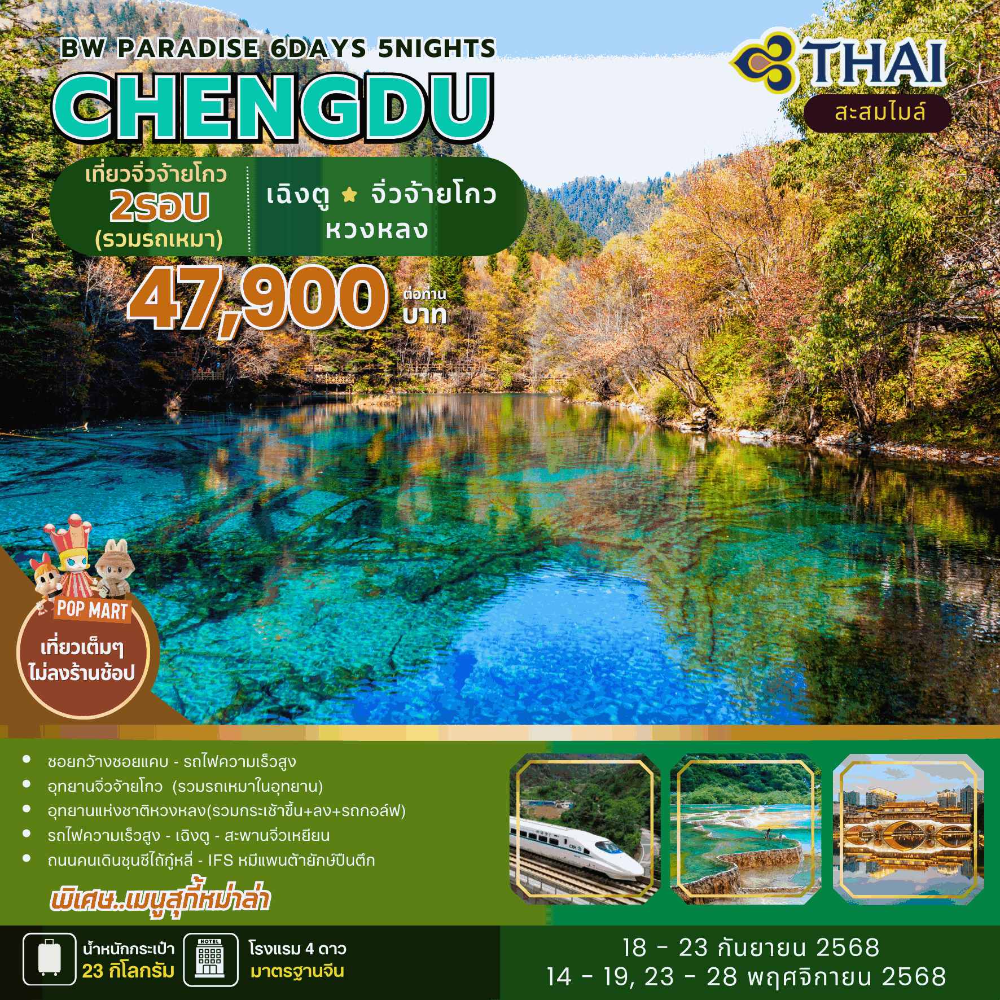 BW PARADISE 6DAYS 5NIGHTS
CHENGDU
THAI
สะสมไมล์
เที่ยวจิ่วจ้ายโกว
2รอบ
(รวมรถเหมา)
เฉิงตู จิ่วจ้ายโกว
หวงหลง
47,900
ต่อท่าน
บาท
POP MART
เที่ยวเต็มๆ
ไม่ลงร้านช้อป
ซอยกว้างซอยแคบ - รถไฟความเร็วสูง
อุทยานจิ่วจ้ายโกว (รวมรถเหมาในอุทยาน)
อุทยานแห่งชาติหวงหลง(รวมกระเช้าขึ้น+ลง+รถกอล์ฟ)
รถไฟความเร็วสูง - เฉิงตู - สะพานจิ่วเหยียน
ถนนคนเดินชุนซีไถ้กู๋หลี่ - IFS หมีแพนด้ายักษ์ปีนตึก
พิเศษ..เมนูสุกี้หม่าล่า
CRH
น้ำหนักกระเป๋า
23 กิโลกรัม
HOTEL
โรงแรม 4 ดาว
มาตรฐานจีน
18 - 23 กันยายน 2568
14 - 19, 23 - 28 พฤศจิกายน 2568